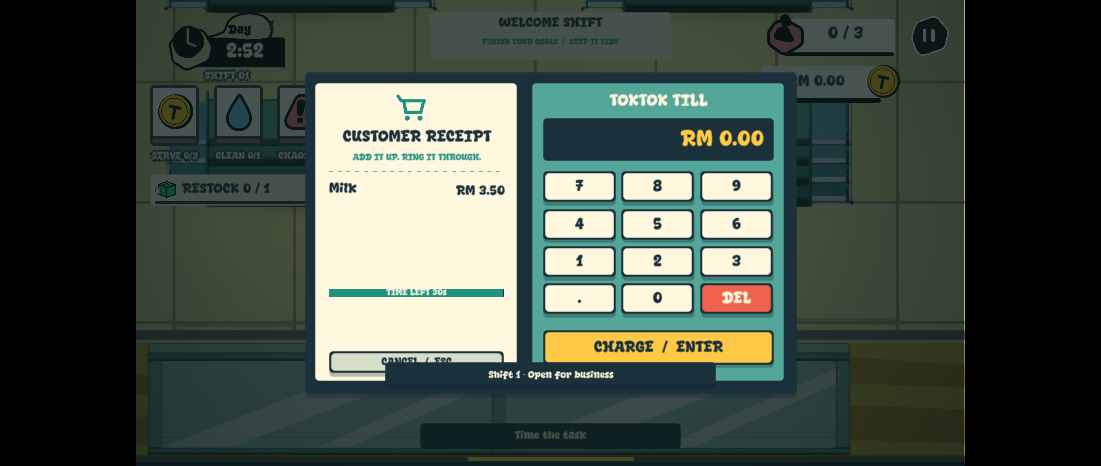 Day
2:52
SHIFT 01
WELCOME SHIFT
FINISH YOUR GOALS / KEEP IT TIDY
0 / 3
RM 0.00
T
T
SERVE 0/3
CLEAN 0/1
CHAOS
RESTOCK 0 / 1
CUSTOMER RECEIPT
ADD IT UP. RING IT THROUGH.
Milk
RM 3.50
TIME LEFT 30S
CANCEL / ESC
TOKTOK TILL
RM 0.00
7
8
9
4
5
6
1
2
3
.
0
DEL
CHARGE / ENTER
Shift 1 · Open for business
Time the task